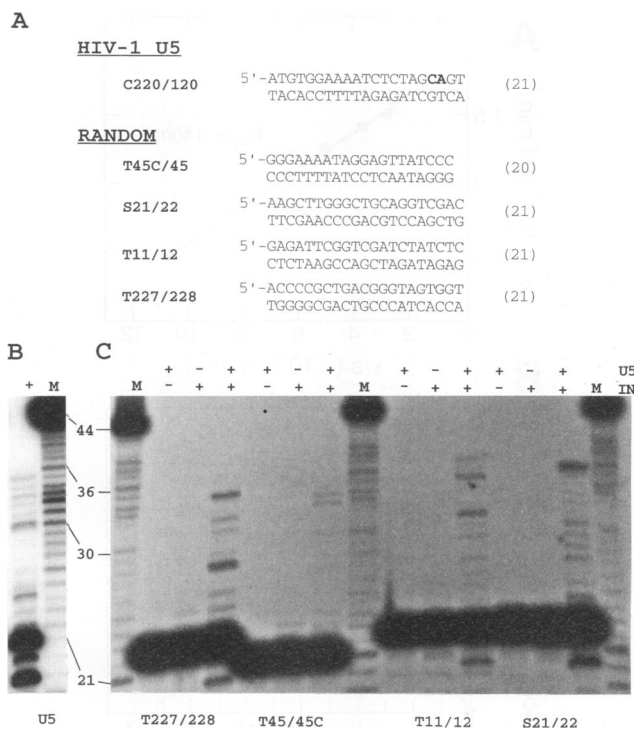 A
HIV-1 U5
C220/120 5'-ATGTGGAAAATCTCTAGCAGT (21)
TACACCTTTTAGAGATCGTCA
RANDOM
T45C/45 5'-GGGAAAATAGGAGTTATCCC (20)
CCCTTTTATCCTCAATAGGG
S21/22 5'-AAGCTTGGGCTGCAGGTCGAC (21)
TTCGAACCCGACGTCCAGCTG
T11/12 5'-GAGATTCGGTCGATCTATCTC (21)
CTCTAAGCCAGCTAGATAGAG
T227/228 5'-ACCCCGCTGACGGGTAGTGGT (21)
TGGGGCGACTGCCCATCACCA
B C
+ - + + - + + - + + - + U5
+ M M - + + - + + M - + + - + + M IN
44
36
30
21
U5 T227/228 T45/45C T11/12 S21/22